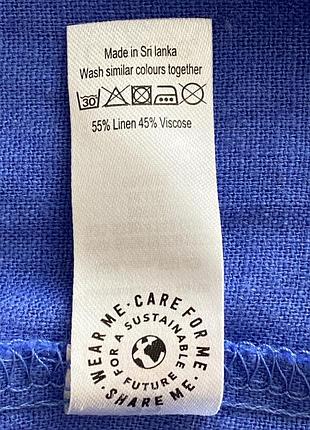 Made in Sri lanka
Wash similar colours together
30
55% Linen 45% Viscose
WEAR ME · CARE FOR ME · SHARE ME ·
FOR A SUSTAINABLE FUTURE